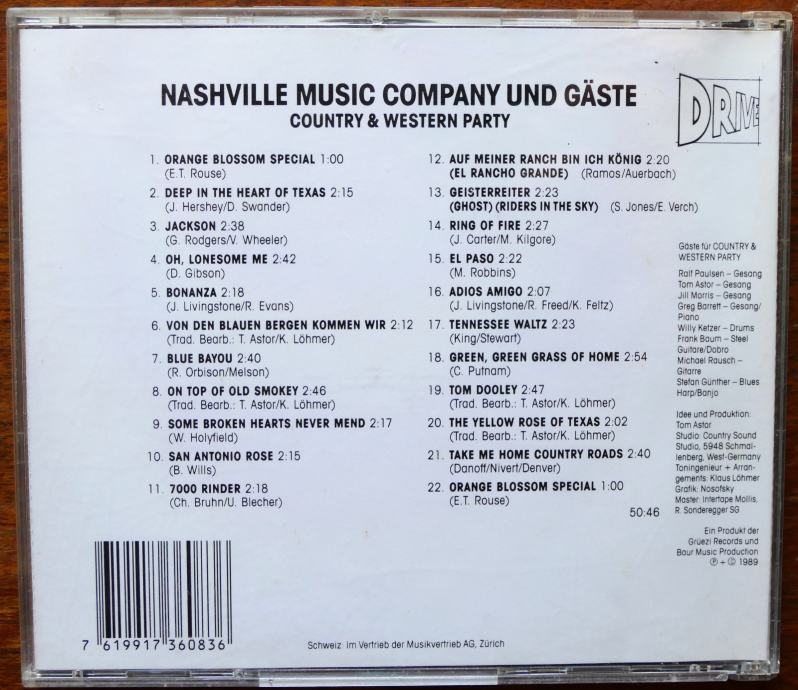 NASHVILLE MUSIC COMPANY UND GÄSTE
COUNTRY & WESTERN PARTY
DRIVE
1. ORANGE BLOSSOM SPECIAL 1:00
(E.T. Rouse)
2. DEEP IN THE HEART OF TEXAS 2:15
(J. Hershey/D. Swander)
3. JACKSON 2:38
(G. Rodgers/V. Wheeler)
4. OH, LONESOME ME 2:42
(D. Gibson)
5. BONANZA 2:18
(J. Livingstone/R. Evans)
6. VON DEN BLAUEN BERGEN KOMMEN WIR 2:12
(Trad. Bearb.: T. Astor/K. Löhmer)
7. BLUE BAYOU 2:40
(R. Orbison/Melson)
8. ON TOP OF OLD SMOKEY 2:46
(Trad. Bearb.: T. Astor/K. Löhmer)
9. SOME BROKEN HEARTS NEVER MEND 2:17
(W. Holyfield)
10. SAN ANTONIO ROSE 2:15
(B. Wills)
11. 7000 RINDER 2:18
(Ch. Bruhn/U. Blecher)
12. AUF MEINER RANCH BIN ICH KÖNIG 2:20
(EL RANCHO GRANDE) (Ramos/Auerbach)
13. GEISTERREITER 2:23
(GHOST) (RIDERS IN THE SKY) (S. Jones/E. Verch)
14. RING OF FIRE 2:27
(J. Carter/M. Kilgore)
15. EL PASO 2:22
(M. Robbins)
16. ADIOS AMIGO 2:07
(J. Livingstone/R. Freed/K. Feltz)
17. TENNESSEE WALTZ 2:23
(King/Stewart)
18. GREEN, GREEN GRASS OF HOME 2:54
(C. Putnam)
19. TOM DOOLEY 2:47
(Trad. Bearb.: T. Astor/K. Löhmer)
20. THE YELLOW ROSE OF TEXAS 2:02
(Trad. Bearb.: T. Astor/K. Löhmer)
21. TAKE ME HOME COUNTRY ROADS 2:40
(Danoff/Nivert/Denver)
22. ORANGE BLOSSOM SPECIAL 1:00
(E.T. Rouse)
50:46
Gäste für COUNTRY &
WESTERN PARTY
Ralf Paulsen – Gesang
Tom Astor – Gesang
Jill Morris – Gesang
Greg Barrett – Gesang/
Piano
Willy Ketzer – Drums
Frank Baum – Steel
Guitare/Dobro
Michael Rausch –
Gitarre
Stefan Günther – Blues
Harp/Banjo
Idee und Produktion:
Tom Astor
Studio: Country Sound
Studio, 5948 Schmal-
lenberg, West-Germany
Toningenieur + Arran-
gements: Klaus Löhmer
Grafik: Nosofsky
Master: Intertape Mollis,
R. Sonderegger SG
Ein Produkt der
Grüezi Records und
Baur Music Production
℗ + © 1989
7 619917 360836
Schweiz: Im Vertrieb der Musikvertrieb AG, Zürich